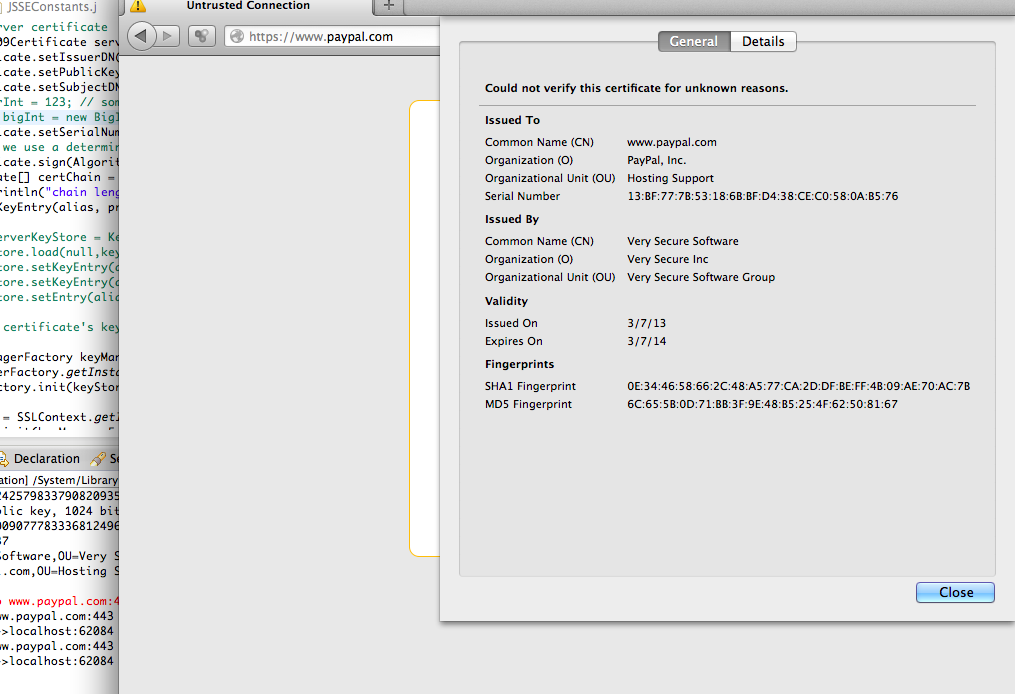 JSSEConstants.j
rver certificate
09Certificate serv
icate.setIssuerDN(
icate.setPublicKey
icate.setSubjectDN
rInt = 123; // som
bigInt = new BigI
icate.setSerialNum
we use a determin
icate.sign(Algorit
ate[] certChain =
rintln("chain leng
KeyEntry(alias, pr
erverKeyStore = Ke
tore.load(null,key
tore.setKeyEntry(a
tore.setKeyEntry(a
tore.setEntry(alia
certificate's key
agerFactory keyMan
erFactory.getInsta
actory.init(keyStor
= SSLContext.getI
Declaration
Se
ation] /System/Library
242579833790820935
blic key, 1024 bit
009077783336812496
37
Software,OU=Very S
l.com,OU=Hosting S
www.paypal.com:4
ww.paypal.com:443
->localhost:62084
ww.paypal.com:443
->localhost:62084
Untrusted Connection
https://www.paypal.com
General
Details
Could not verify this certificate for unknown reasons.
Issued To
Common Name (CN) www.paypal.com
Organization (O) PayPal, Inc.
Organizational Unit (OU) Hosting Support
Serial Number 13:BF:77:7B:53:18:6B:BF:D4:38:CE:C0:58:0A:B5:76
Issued By
Common Name (CN) Very Secure Software
Organization (O) Very Secure Inc
Organizational Unit (OU) Very Secure Software Group
Validity
Issued On 3/7/13
Expires On 3/7/14
Fingerprints
SHA1 Fingerprint 0E:34:46:58:66:2C:48:A5:77:CA:2D:DF:BE:FF:4B:09:AE:70:AC:7B
MD5 Fingerprint 6C:65:5B:0D:71:BB:3F:9E:48:B5:25:4F:62:50:81:67
Close